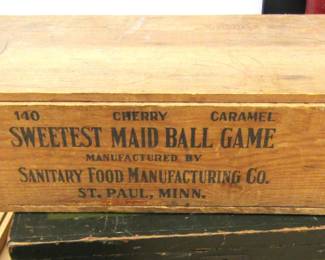 140 CHERRY CARAMEL
SWEETEST MAID BALL GAME
MANUFACTURED BY
SANITARY FOOD MANUFACTURING CO.
ST. PAUL, MINN.